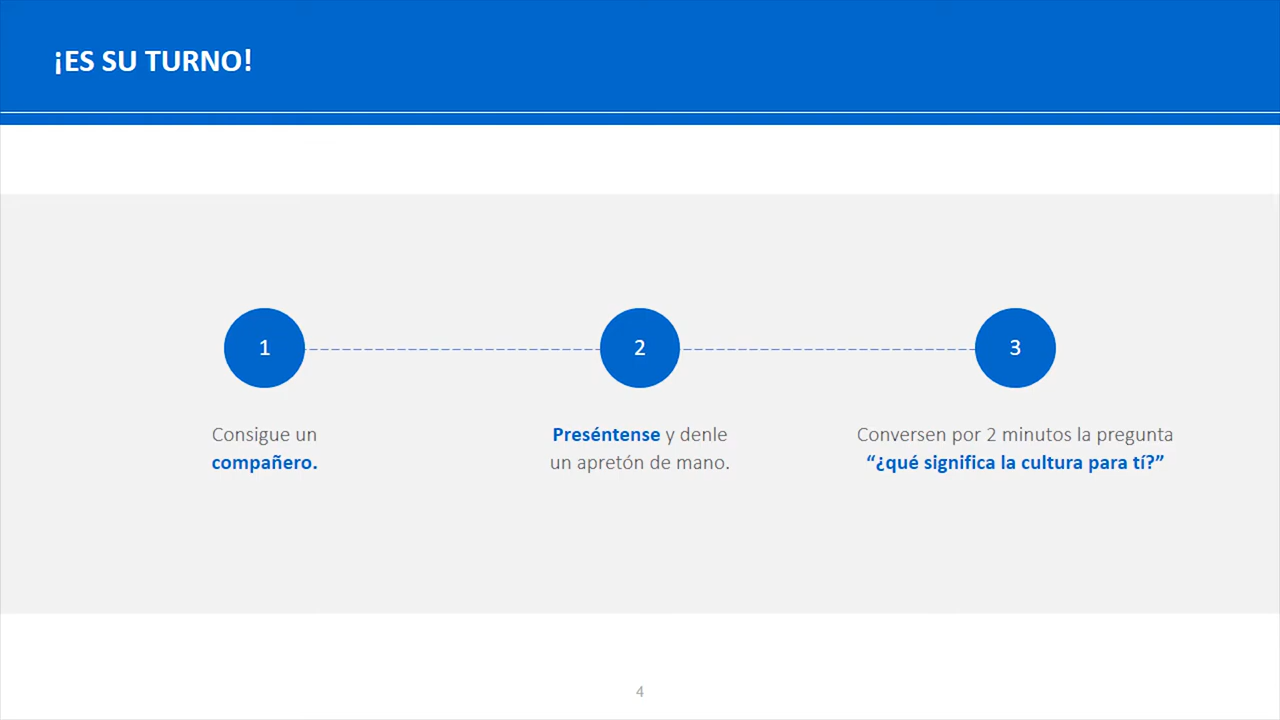 ¡ES SU TURNO!
1
2
3
Consigue un
compañero.
Preséntense y denle
un apretón de mano.
Conversen por 2 minutos la pregunta
“¿qué significa la cultura para tí?”
4